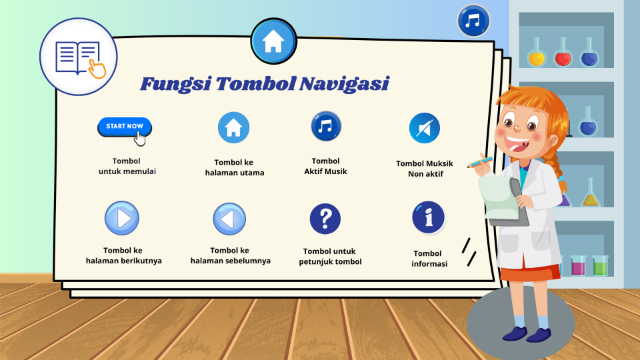 Fungsi Tombol Navigasi
START NOW
Tombol
untuk memulai
Tombol ke
halaman utama
Tombol
Aktif Musik
Tombol Muksik
Non aktif
Tombol ke
halaman berikutnya
Tombol ke
halaman sebelumnya
?
Tombol untuk
petunjuk tombol
i
Tombol
informasi